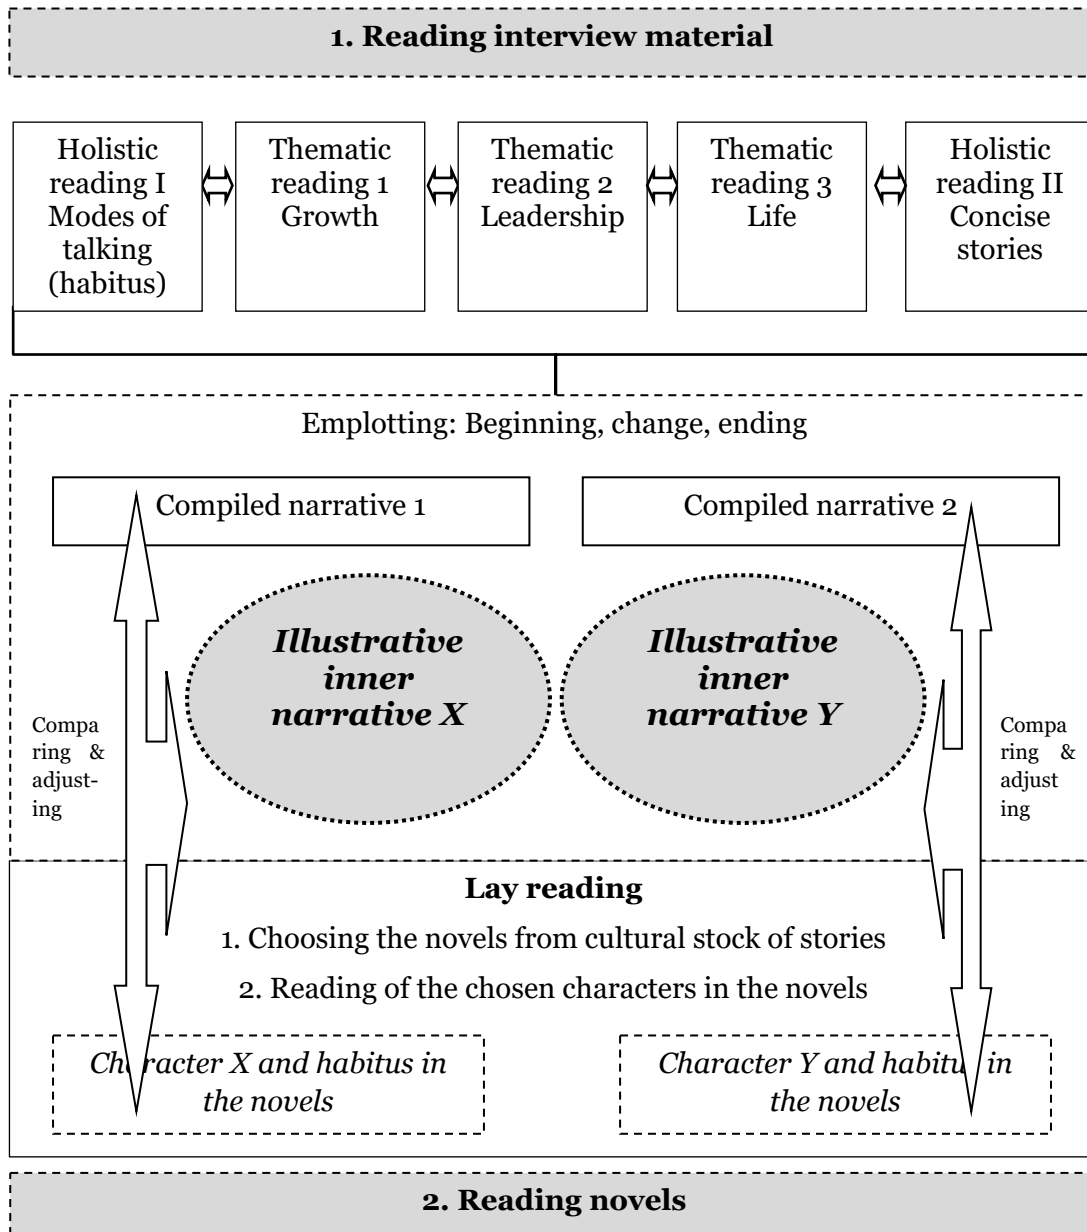 1. Reading interview material
Holistic
reading I
Modes of
talking
(habitus)
Thematic
reading 1
Growth
Thematic
reading 2
Leadership
Thematic
reading 3
Life
Holistic
reading II
Concise
stories
Emplotting: Beginning, change, ending
Compiled narrative 1
Compiled narrative 2
Illustrative
inner
narrative X
Illustrative
inner
narrative Y
Compa
ring &
adjust-
ing
Compa
ring &
adjust
ing
Lay reading
1. Choosing the novels from cultural stock of stories
2. Reading of the chosen characters in the novels
Character X and habitus in
the novels
Character Y and habitus in
the novels
2. Reading novels